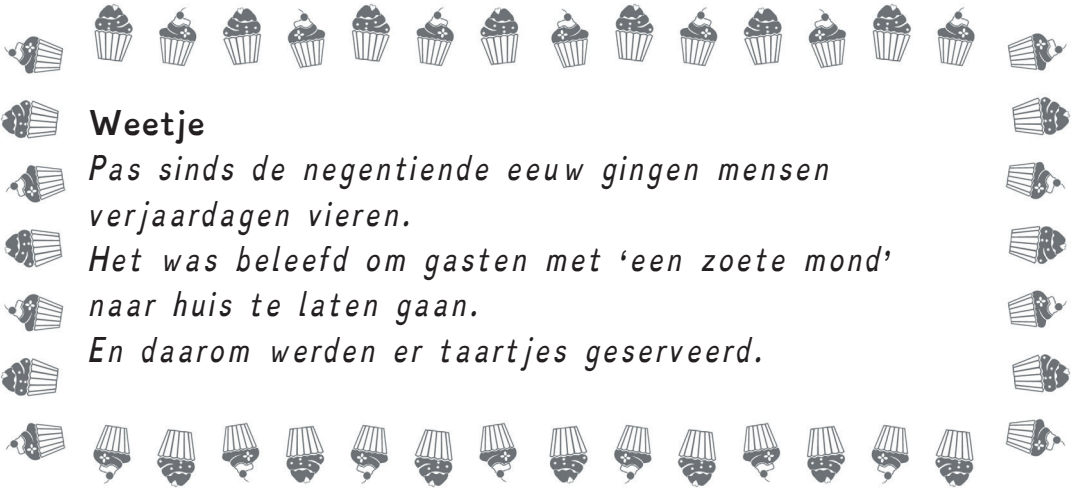 Weetje
Pas sinds de negentiende eeuw gingen mensen
verjaardagen vieren.
Het was beleefd om gasten met ‘een zoete mond’
naar huis te laten gaan.
En daarom werden er taartjes geserveerd.